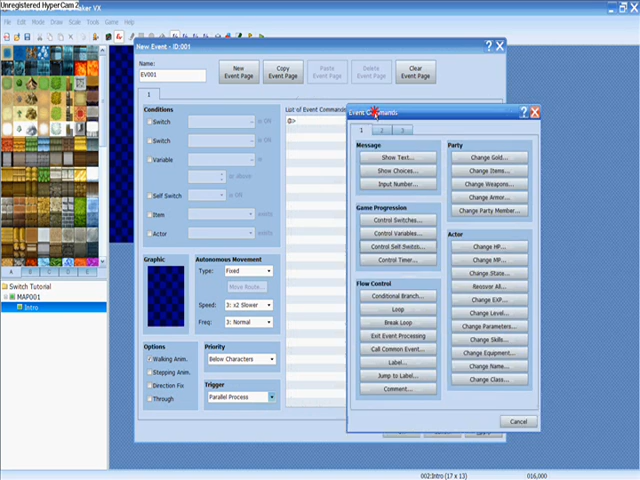 Unregistered HyperCam 2
aker VX
File Edit Mode Draw Scale Tools Game Help
New Event - ID:001
Name:
EV001
New
Event Page
Copy
Event Page
Paste
Event Page
Delete
Event Page
Clear
Event Page
1
Conditions
Switch is ON
Switch is ON
Variable is
or above
Self Switch is ON
Item exists
Actor exists
Graphic
Autonomous Movement
Type: Fixed
Move Route...
Speed: 3: x2 Slower
Freq: 3: Normal
Options
Walking Anim.
Stepping Anim.
Direction Fix
Through
Priority
Below Characters
Trigger
Parallel Process
List of Event Commands
@>
Event Commands
1 2 3
Message
Show Text...
Show Choices...
Input Number...
Game Progression
Control Switches...
Control Variables...
Control Self Switch...
Control Timer...
Flow Control
Conditional Branch...
Loop
Break Loop
Exit Event Processing
Call Common Event...
Label...
Jump to Label...
Comment...
Party
Change Gold...
Change Items...
Change Weapons...
Change Armor...
Change Party Member...
Actor
Change HP...
Change MP...
Change State...
Recover All...
Change EXP...
Change Level...
Change Parameters...
Change Skills...
Change Equipment...
Change Name...
Change Class...
Cancel
A B C D E
Switch Tutorial
MAP001
Intro
002:Intro (17 x 13)
016,000